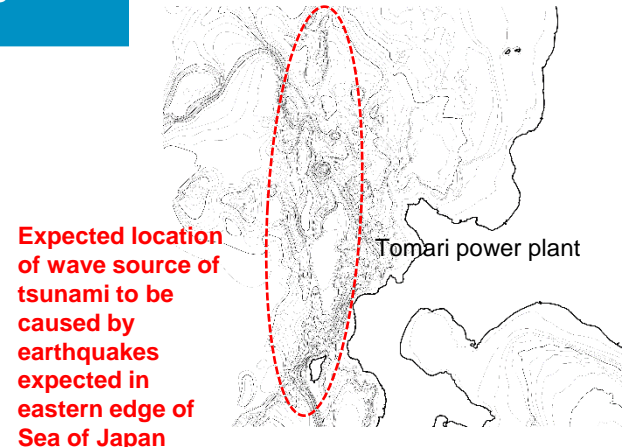 Expected location
of wave source of
tsunami to be
caused by
earthquakes
expected in
eastern edge of
Sea of Japan
Tomari power plant